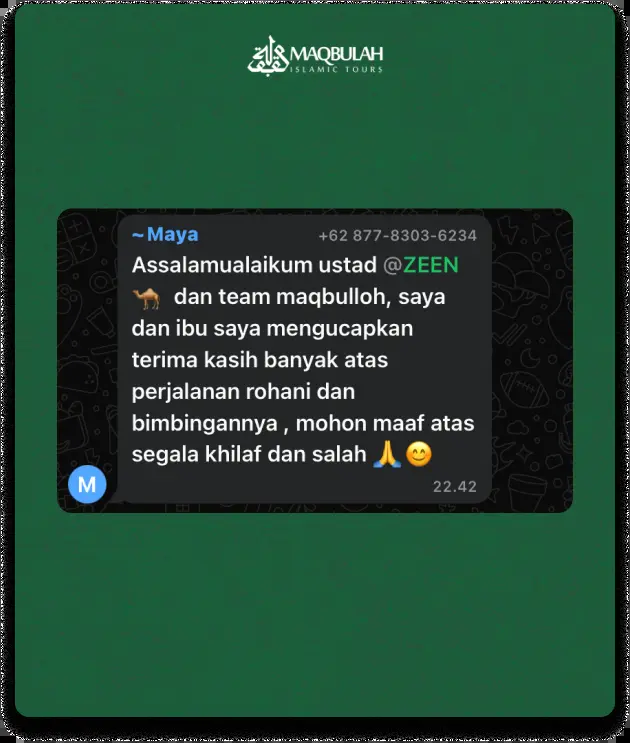 MAQBULAH
ISLAMIC TOURS
~Maya +62 877-8303-6234
Assalamualaikum ustad @ZEEN
🐪 dan team maqbulloh, saya
dan ibu saya mengucapkan
terima kasih banyak atas
perjalanan rohani dan
bimbingannya , mohon maaf atas
segala khilaf dan salah 🙏😊
22.42
M